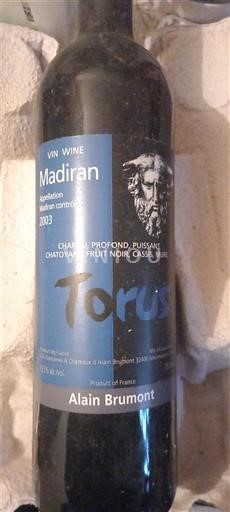 VIN WINE
Madiran
Appellation
Madiran contrôlée
2003
CHARNU, PROFOND, PUISSANT
CHATOYANT, FRUIT NOIR, CASSIS, MURE
Torus
Product of France
Alain Brumont